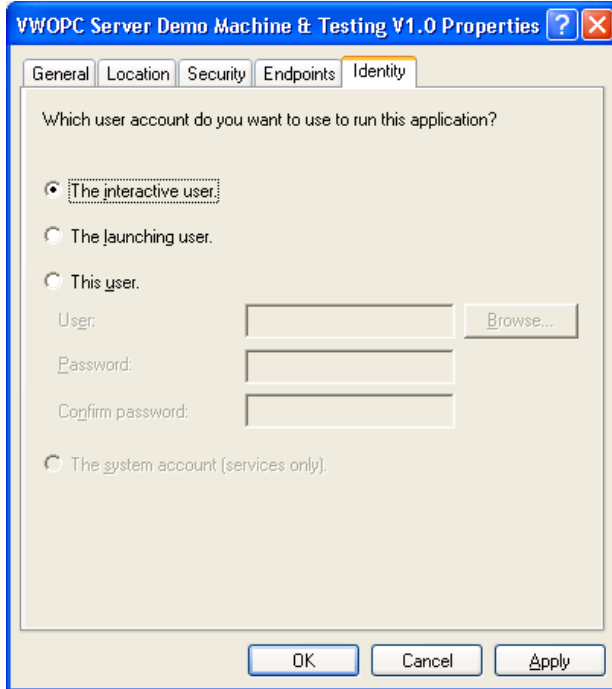 VWOPC Server Demo Machine & Testing V1.0 Properties ?
General Location Security Endpoints Identity
Which user account do you want to use to run this application?
The interactive user.
The launching user.
This user.
User: Browse...
Password:
Confirm password:
The system account (services only).
OK Cancel Apply